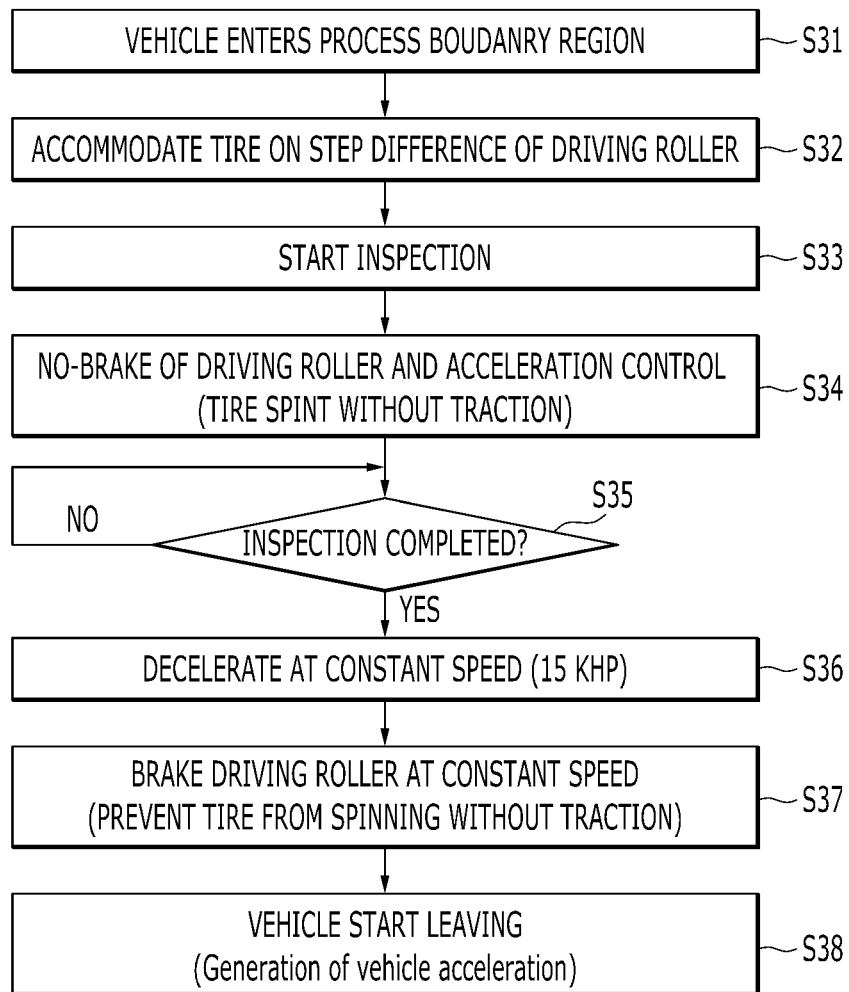 VEHICLE ENTERS PROCESS BOUDANRY REGION
S31
ACCOMMODATE TIRE ON STEP DIFFERENCE OF DRIVING ROLLER
S32
START INSPECTION
S33
NO-BRAKE OF DRIVING ROLLER AND ACCELERATION CONTROL
(TIRE SPINT WITHOUT TRACTION)
S34
S35
NO
INSPECTION COMPLETED?
YES
DECELERATE AT CONSTANT SPEED (15 KHP)
S36
BRAKE DRIVING ROLLER AT CONSTANT SPEED
(PREVENT TIRE FROM SPINNING WITHOUT TRACTION)
S37
VEHICLE START LEAVING
(Generation of vehicle acceleration)
S38